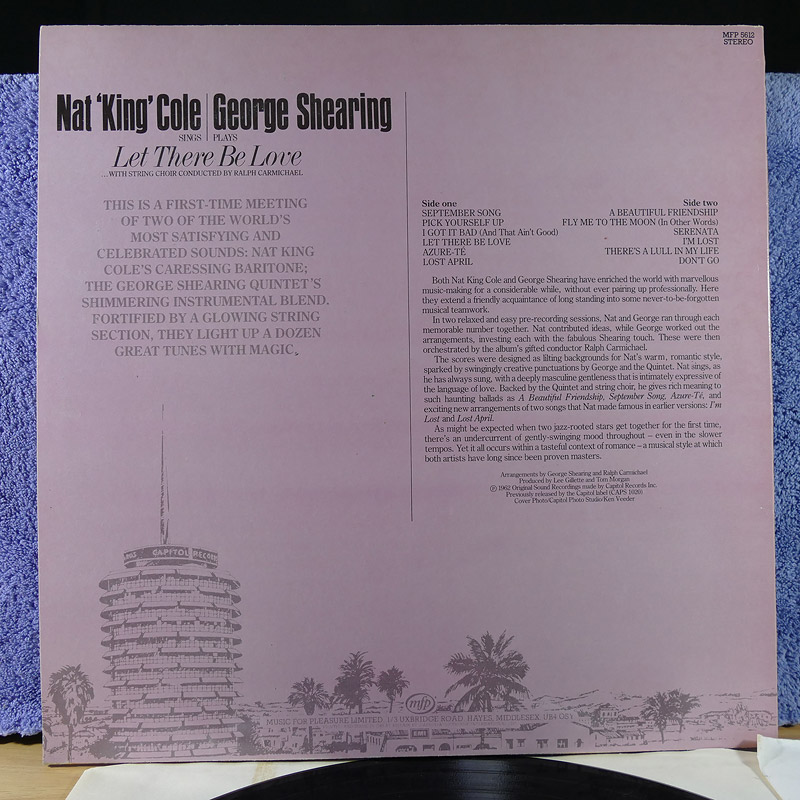 MFP 5612
STEREO
Nat 'King' Cole | George Shearing
SINGS | PLAYS
Let There Be Love
...WITH STRING CHOIR CONDUCTED BY RALPH CARMICHAEL
THIS IS A FIRST-TIME MEETING
OF TWO OF THE WORLD'S
MOST SATISFYING AND
CELEBRATED SOUNDS: NAT KING
COLE'S CARESSING BARITONE;
THE GEORGE SHEARING QUINTET'S
SHIMMERING INSTRUMENTAL BLEND.
FORTIFIED BY A GLOWING STRING
SECTION, THEY LIGHT UP A DOZEN
GREAT TUNES WITH MAGIC.
Side one
SEPTEMBER SONG
PICK YOURSELF UP
I GOT IT BAD (And That Ain't Good)
LET THERE BE LOVE
AZURE-TÉ
LOST APRIL
Side two
A BEAUTIFUL FRIENDSHIP
FLY ME TO THE MOON (In Other Words)
SERENATA
I'M LOST
THERE'S A LULL IN MY LIFE
DON'T GO
Both Nat King Cole and George Shearing have enriched the world with marvellous
music-making for a considerable while, without ever pairing up professionally. Here
they extend a friendly acquaintance of long standing into some never-to-be-forgotten
musical teamwork.
In two relaxed and easy pre-recording sessions, Nat and George ran through each
memorable number together. Nat contributed ideas, while George worked out the
arrangements, investing each with the fabulous Shearing touch. These were then
orchestrated by the album's gifted conductor Ralph Carmichael.
The scores were designed as lilting backgrounds for Nat's warm, romantic style,
sparked by swingingly creative punctuations by George and the Quintet. Nat sings, as
he has always sung, with a deeply masculine gentleness that is intimately expressive of
the language of love. Backed by the Quintet and string choir, he gives rich meaning to
such haunting ballads as A Beautiful Friendship, September Song, Azure-Té, and
exciting new arrangements of two songs that Nat made famous in earlier versions: I'm
Lost and Lost April.
As might be expected when two jazz-rooted stars get together for the first time,
there's an undercurrent of gently-swinging mood throughout – even in the slower
tempos. Yet it all occurs within a tasteful context of romance – a musical style at which
both artists have long since been proven masters.
Arrangements by George Shearing and Ralph Carmichael
Produced by Lee Gillette and Tom Morgan
℗ 1962 Original Sound Recordings made by Capitol Records Inc.
Previously released by the Capitol label (CAPS 1020)
Cover Photo/Capitol Photo Studio/Ken Veeder
CAPITOL RECO
mfp
MUSIC FOR PLEASURE LIMITED, 1/3 UXBRIDGE ROAD, HAYES, MIDDLESEX, UB4 OSY